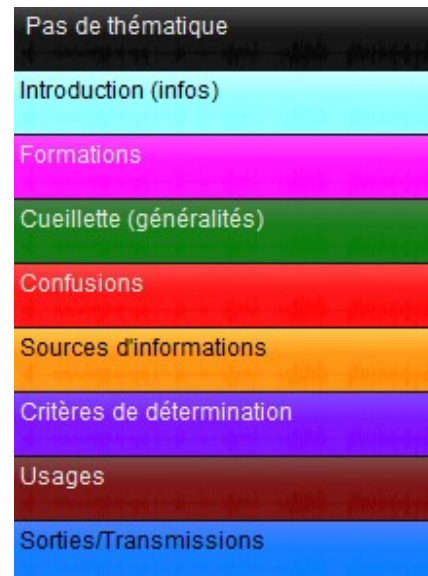 Pas de thématique
Introduction (infos)
Formations
Cueillette (généralités)
Confusions
Sources d'informations
Critères de détermination
Usages
Sorties/Transmissions